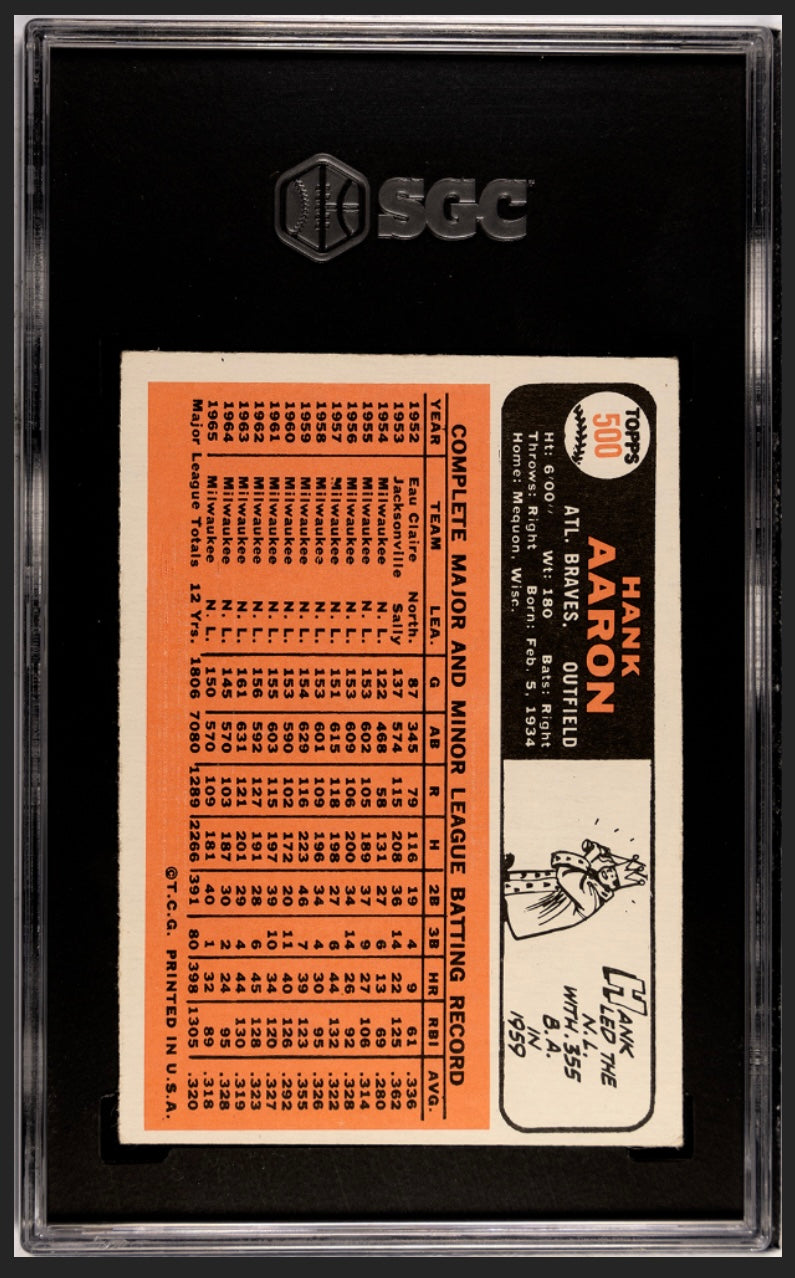 SGC
TOPPS
500
HANK
AARON
ATL. BRAVES. OUTFIELD
Ht: 6'00" Wt: 180 Bats: Right
Throws: Right Born: Feb. 5, 1934
Home: Mequon, Wisc.
HANK
LED THE
N.L.
WITH .355
B.A.
IN
1959
COMPLETE MAJOR AND MINOR LEAGUE BATTING RECORD
YEAR TEAM LEA. G AB R H 2B 3B HR RBI AVG.
1952 Eau Claire North. 87 345 79 116 19 4 9 61 .336
1953 Jacksonville Sally 137 574 115 208 36 14 22 125 .362
1954 Milwaukee N. L. 122 468 58 131 27 6 13 69 .280
1955 Milwaukee N. L. 153 602 105 189 37 9 27 106 .314
1956 Milwaukee N. L. 153 609 106 200 34 14 26 92 .328
1957 Milwaukee N. L. 151 615 118 198 27 6 44 132 .322
1958 Milwaukee N. L. 153 601 109 196 34 4 30 95 .326
1959 Milwaukee N. L. 154 629 116 223 46 7 39 123 .355
1960 Milwaukee N. L. 153 590 102 172 20 11 40 126 .292
1961 Milwaukee N. L. 155 603 115 197 39 10 34 120 .327
1962 Milwaukee N. L. 156 592 127 191 28 6 45 128 .323
1963 Milwaukee N. L. 161 631 121 201 29 4 44 130 .319
1964 Milwaukee N. L. 145 570 103 187 30 2 24 95 .328
1965 Milwaukee N. L. 150 570 109 181 40 1 32 89 .318
Major League Totals 12 Yrs. 1806 7080 1289 2266 391 80 398 1305 .320
©T.C.G. PRINTED IN U.S.A.